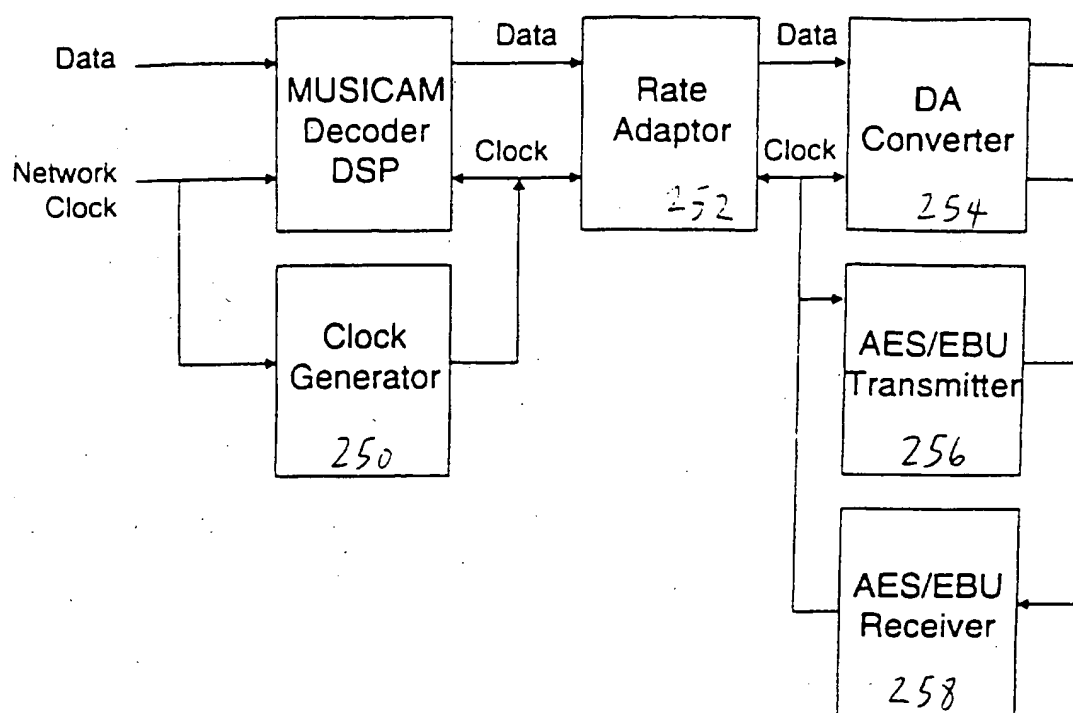 Data
Network
Clock
MUSICAM
Decoder
DSP
Data
Clock
Rate
Adaptor
252
Data
Clock
DA
Converter
254
Clock
Generator
250
AES/EBU
Transmitter
256
AES/EBU
Receiver
258